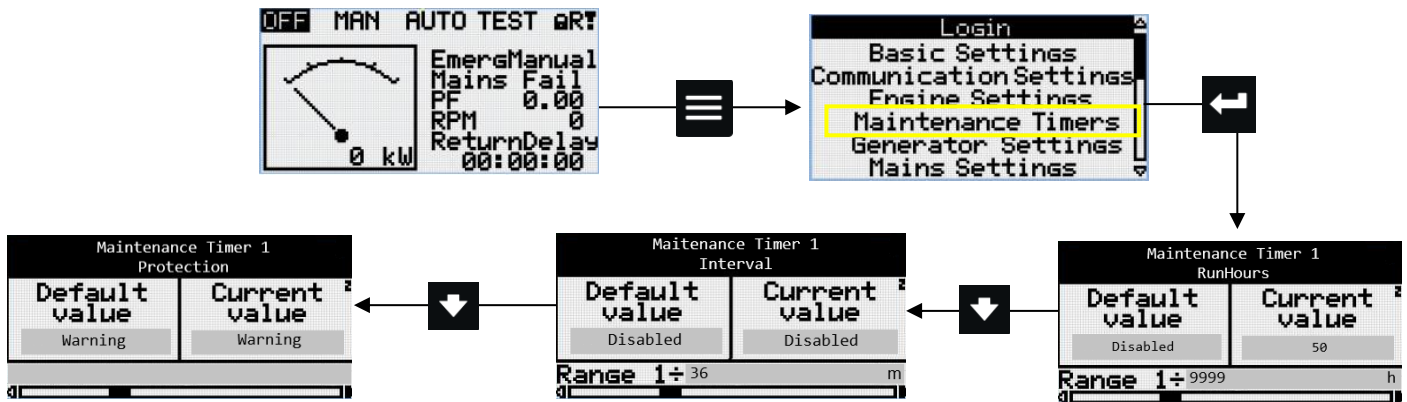 OFF MAN AUTO TEST R!
EmergManual
Mains Fail
PF 0.00
RPM 0
ReturnDelay
00:00:00
0 kW
Login
Basic Settings
Communication Settings
Engine Settings
Maintenance Timers
Generator Settings
Mains Settings
Maintenance Timer 1
Protection
Default value
Current value
Warning
Warning
Maitenance Timer 1
Interval
Default value
Current value
Disabled
Disabled
Range 1÷ 36 m
Maintenance Timer 1
RunHours
Default value
Current value
Disabled
50
Range 1÷ 9999 h